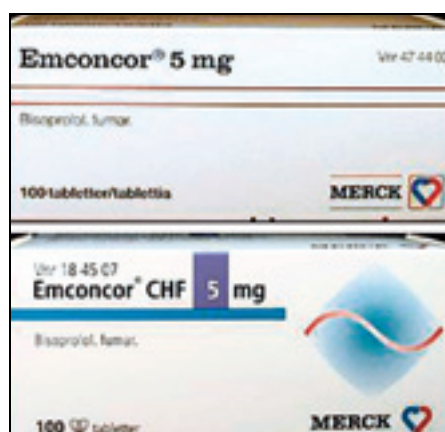 Emconcor® 5 mg
Vnr 47 44 00
Bisoprolol. fumar.
100 tabletter/tablettia
MERCK
Vnr 18 45 07
Emconcor® CHF 5 mg
Bisoprolol. fumar.
100 tabletter
MERCK